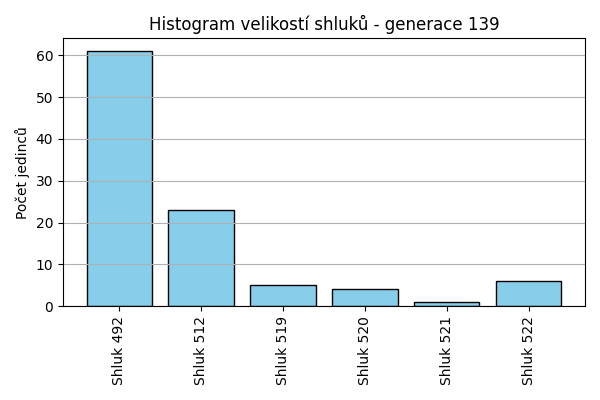 Histogram velikostí shluků - generace 139
Počet jedinců
60
50
40
30
20
10
0
Shluk 492
Shluk 512
Shluk 519
Shluk 520
Shluk 521
Shluk 522